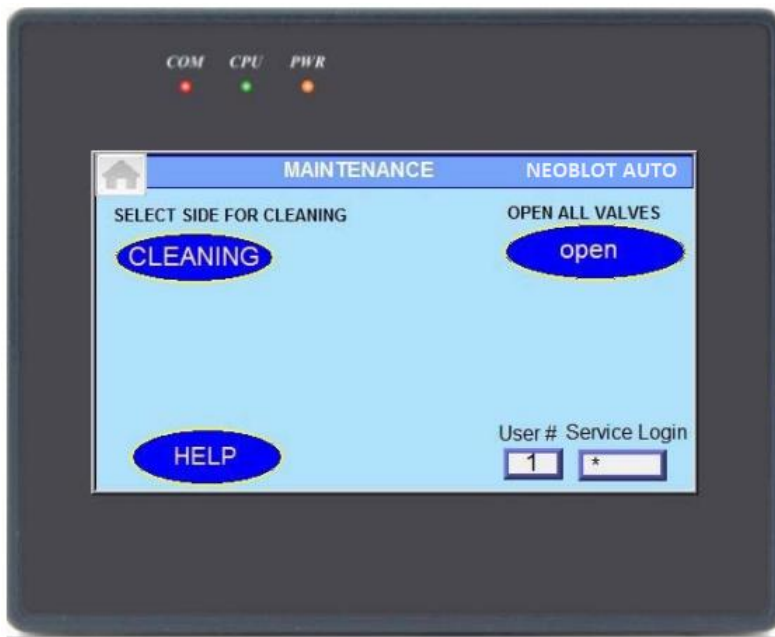 COM CPU PWR
MAINTENANCE NEOBLOT AUTO
SELECT SIDE FOR CLEANING OPEN ALL VALVES
CLEANING open
User # Service Login
HELP 1 *